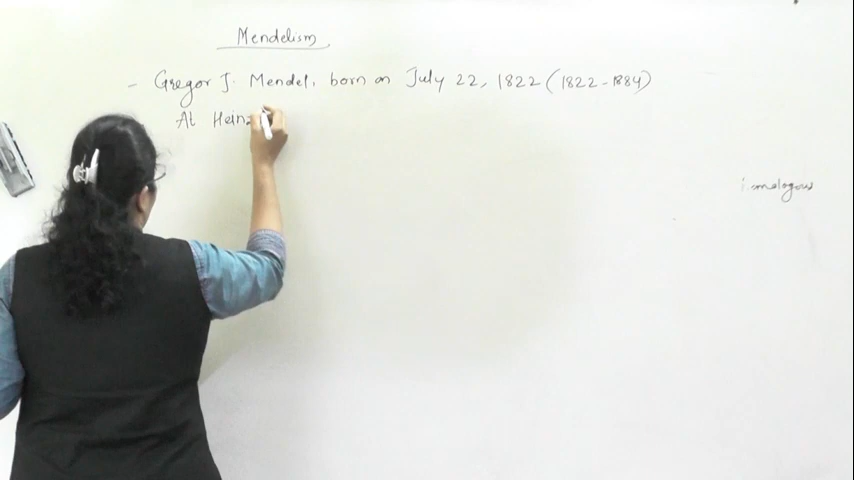 Mendelism
- Gregor J. Mendel, born on July 22, 1822 (1822-1884)
At Heinz